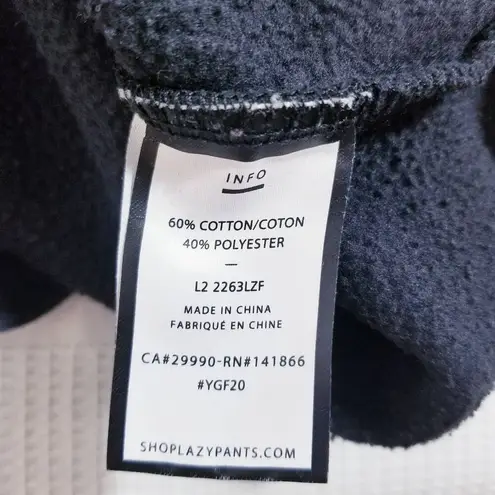 INFO
60% COTTON/COTON
40% POLYESTER
—
L2 2263LZF
MADE IN CHINA
FABRIQUÉ EN CHINE
CA#29990-RN#141866
#YGF20
SHOPLAZYPANTS.COM